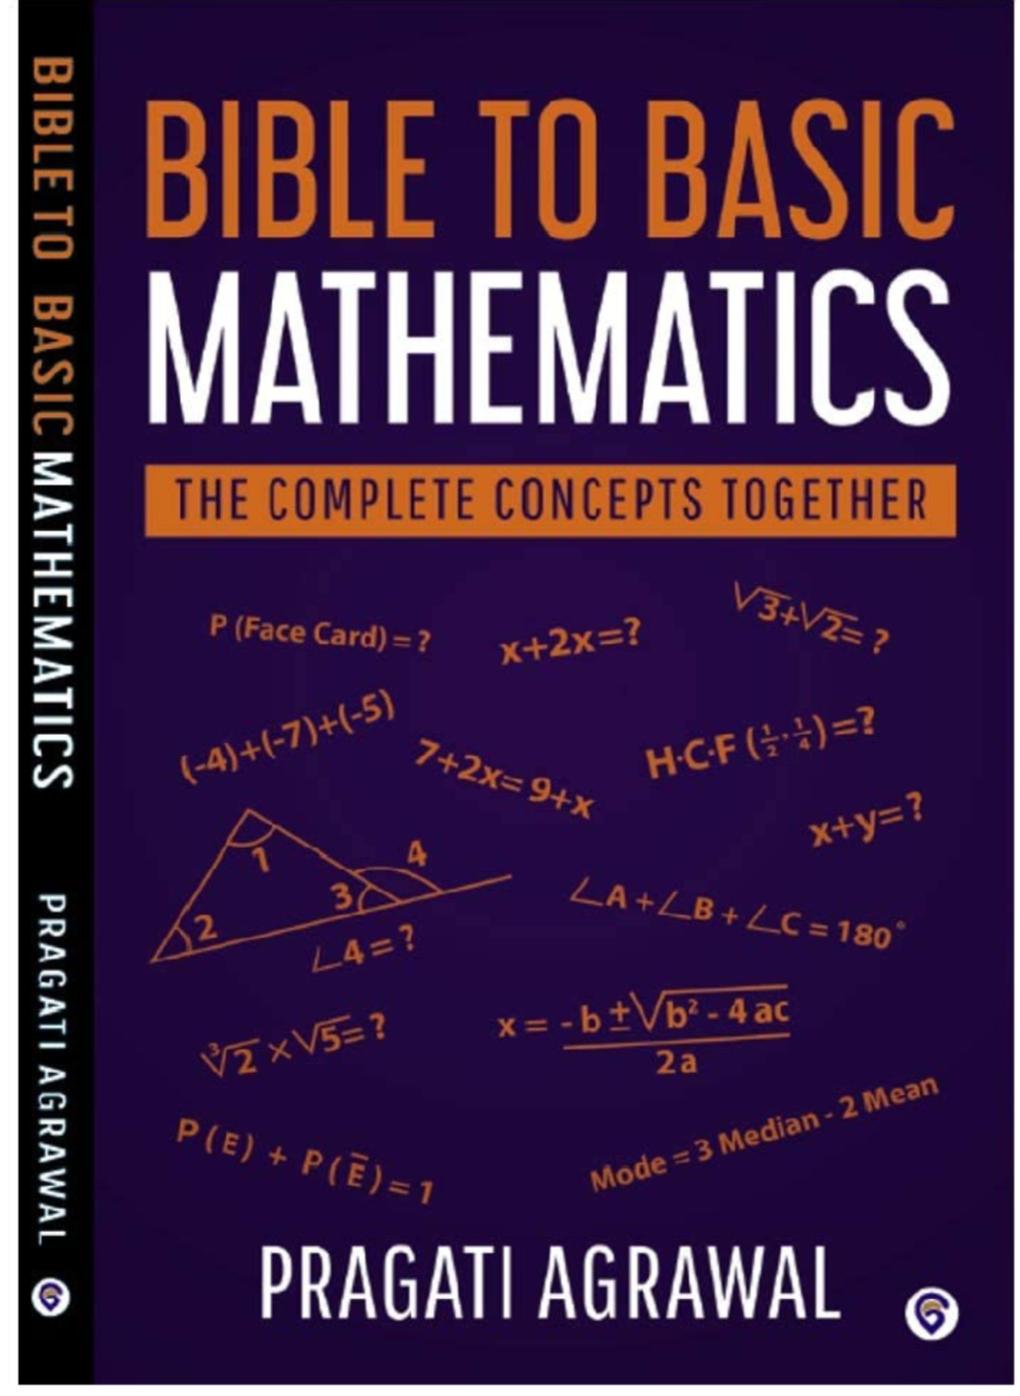 BIBLE TO BASIC MATHEMATICS PRAGATI AGRAWAL
BIBLE TO BASIC
MATHEMATICS
THE COMPLETE CONCEPTS TOGETHER
P (Face Card) = ?
x+2x=?
√3+√2= ?
(-4)+(-7)+(-5)
7+2x= 9+x
H·C·F (½,¼)=?
x+y=?
1
2
3
4
∠4 = ?
∠A + ∠B + ∠C = 180°
∛2 × √5= ?
x = -b ± √b² - 4 ac
2a
P (E) + P (E̅) = 1
Mode = 3 Median - 2 Mean
PRAGATI AGRAWAL